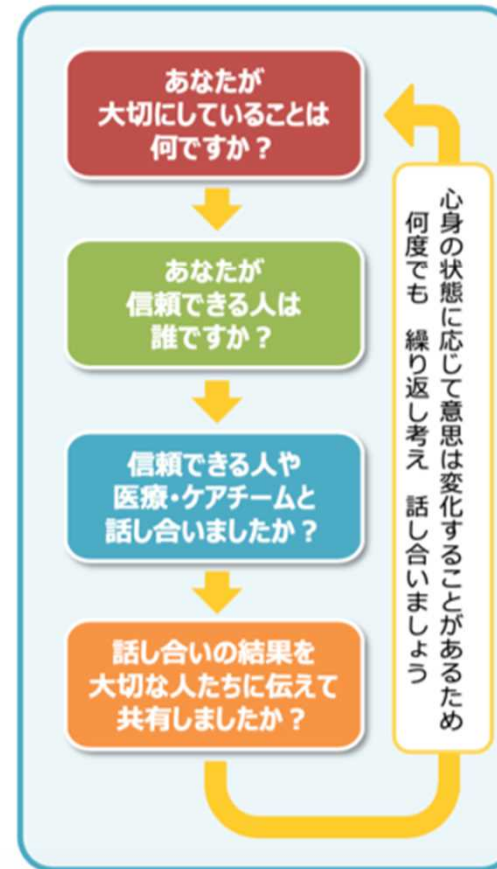 あなたが
大切にしていることは
何ですか？
あなたが
信頼できる人は
誰ですか？
信頼できる人や
医療・ケアチームと
話し合いましたか？
話し合いの結果を
大切な人たちに伝えて
共有しましたか？
心身の状態に応じて意思は変化することがあるため
何度でも　繰り返し考え　話し合いましょう